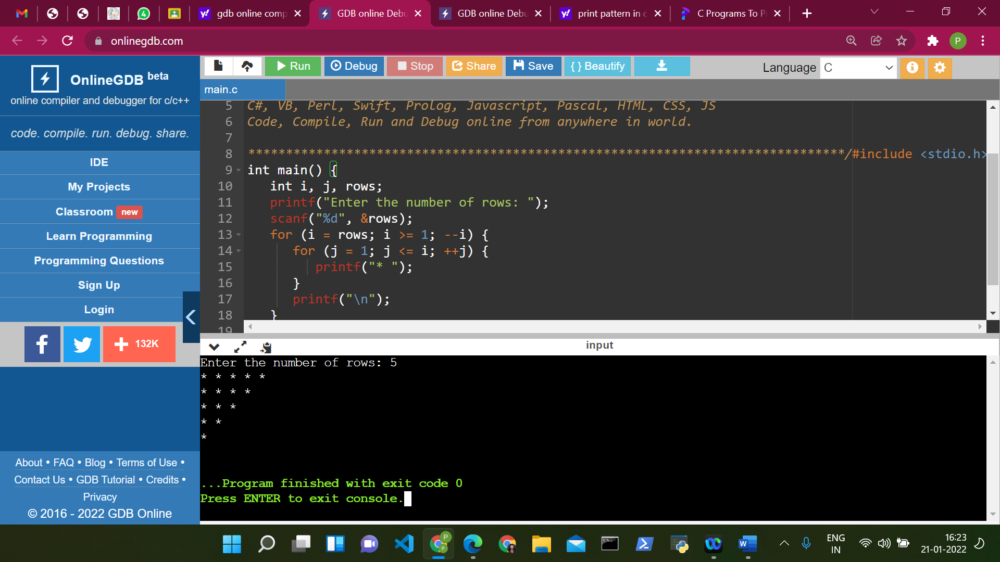 gdb online comp
GDB online Debu
GDB online Debu
print pattern in c
C Programs To P
onlinegdb.com
P
OnlineGDB beta
online compiler and debugger for c/c++
code. compile. run. debug. share.
IDE
My Projects
Classroom new
Learn Programming
Programming Questions
Sign Up
Login
132K
About • FAQ • Blog • Terms of Use •
Contact Us • GDB Tutorial • Credits •
Privacy
© 2016 - 2022 GDB Online
Run Debug Stop Share Save { } Beautify
Language C
main.c
5 C#, VB, Perl, Swift, Prolog, Javascript, Pascal, HTML, CSS, JS
6 Code, Compile, Run and Debug online from anywhere in world.
7
8 *******************************************************************************/#include <stdio.h>
9 int main() {
10 int i, j, rows;
11 printf("Enter the number of rows: ");
12 scanf("%d", &rows);
13 for (i = rows; i >= 1; --i) {
14 for (j = 1; j <= i; ++j) {
15 printf("* ");
16 }
17 printf("\n");
18 }
19
input
Enter the number of rows: 5
* * * * *
* * * *
* * *
* *
*
...Program finished with exit code 0
Press ENTER to exit console.
ENG
IN
16:23
21-01-2022